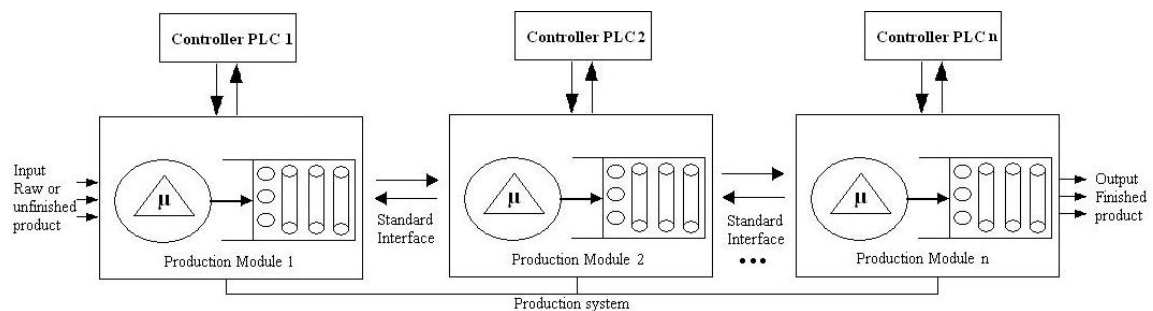 Controller PLC 1
Controller PLC 2
Controller PLC n
Input
Raw or
unfinished
product
μ
Production Module 1
Standard
Interface
μ
Production Module 2
Standard
Interface
•••
μ
Production Module n
Output
Finished
product
Production system